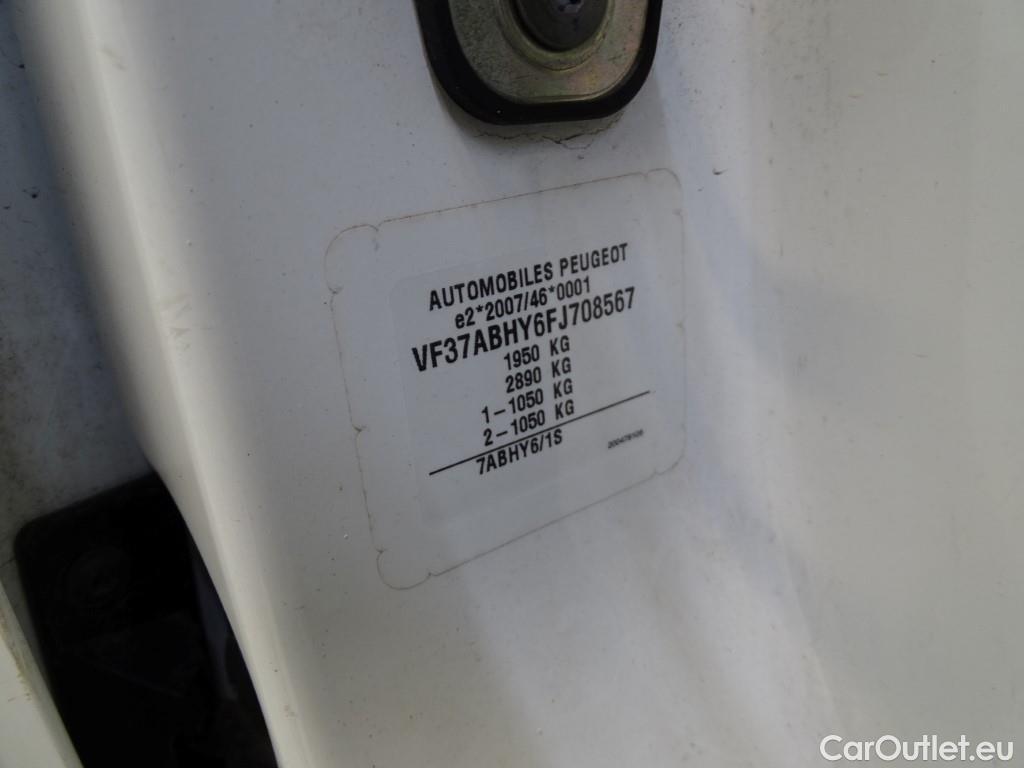 AUTOMOBILES PEUGEOT
e2*2007/46*0001
VF37ABHY6FJ708567
1950 KG
2890 KG
1-1050 KG
2-1050 KG
7ABHY6/1S
CarOutlet.eu